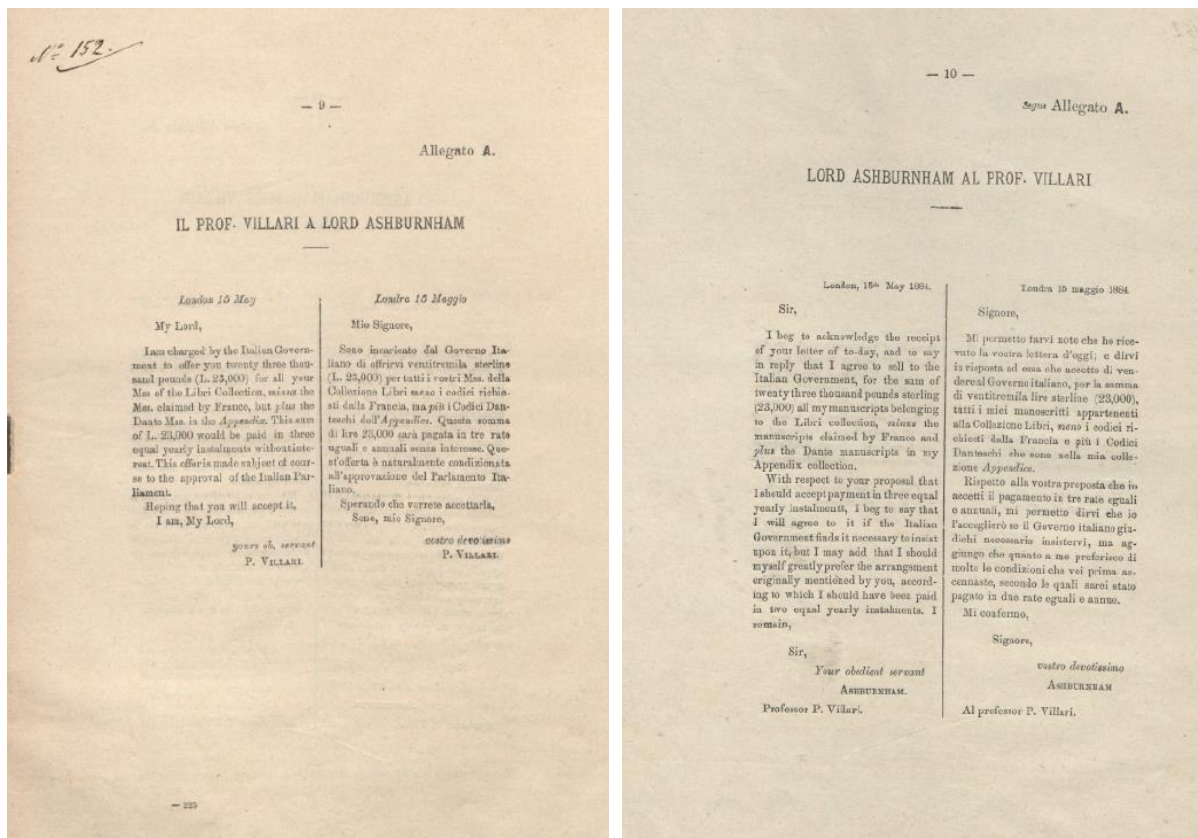 Nº 152.
— 9 —
Allegato A.
IL PROF. VILLARI A LORD ASHBURNHAM
London 15 May
My Lord,
I am charged by the Italian Govern-
ment to offer you twenty three thou-
sand pounds (L. 23,000) for all your
Mss of the Libri Collection, minus the
Mss. claimed by France, but plus the
Dante Mss. in the Appendix. This sum
of L. 23,000 would be paid in three
equal yearly instalments without inte-
rest. This offer is made subject of cour-
se to the approval of the Italian Par-
liament.
Hoping that you will accept it,
I am, My Lord,
yours ob. servant
P. VILLARI.
Londra 15 Maggio
Mio Signore,
Sono incaricato dal Governo Ita-
liano di offrirvi ventitremila sterline
(L. 23,000) per tutti i vostri Mss. della
Collezione Libri meno i codici richie-
sti dalla Francia, ma più i Codici Dan-
teschi dell'Appendice. Questa somma
di lire 23,000 sarà pagata in tre rate
uguali e annuali senza interesse. Que-
st'offerta è naturalmente condizionata
all'approvazione del Parlamento Ita-
liano.
Sperando che vorrete accettarla,
Sono, mio Signore,
vostro devotissimo
P. VILLARI.
— 223
— 10 —
Segue Allegato A.
LORD ASHBURNHAM AL PROF. VILLARI
London, 15th May 1884.
Sir,
I beg to acknowledge the receipt
of your letter of to-day, and to say
in reply that I agree to sell to the
Italian Government, for the sum of
twenty three thousand pounds sterling
(23,000) all my manuscripts belonging
to the Libri collection, minus the
manuscripts claimed by France and
plus the Dante manuscripts in my
Appendix collection.
With respect to your proposal that
I should accept payment in three equal
yearly instalments, I beg to say that
I will agree to it if the Italian
Government finds it necessary to insist
upon it, but I may add that I should
myself greatly prefer the arrangement
originally mentioned by you, accord-
ing to which I should have been paid
in two equal yearly instalments. I
remain,
Sir,
Your obedient servant
ASHBURNHAM.
Professor P. Villari.
Londra 15 maggio 1884.
Signore,
Mi permetto farvi noto che ho rice-
vuto la vostra lettera d'oggi; e dirvi
in risposta ad essa che accetto di ven-
dere al Governo italiano, per la somma
di ventitremila lire sterline (23,000),
tutti i miei manoscritti appartenenti
alla Collezione Libri, meno i codici ri-
chiesti dalla Francia e più i Codici
Danteschi che sono nella mia colle-
zione Appendice.
Rispetto alla vostra proposta che io
accetti il pagamento in tre rate eguali
e annuali, mi permetto dirvi che io
l'accoglierò se il Governo italiano giu-
dichi necessario insistervi, ma ag-
giungo che quanto a me preferisco di
molto le condizioni che voi prima ac-
cennaste, secondo le quali sarei stato
pagato in due rate eguali e annue.
Mi confermo,
Signore,
vostro devotissimo
ASHBURNHAM
Al professor P. Villari.